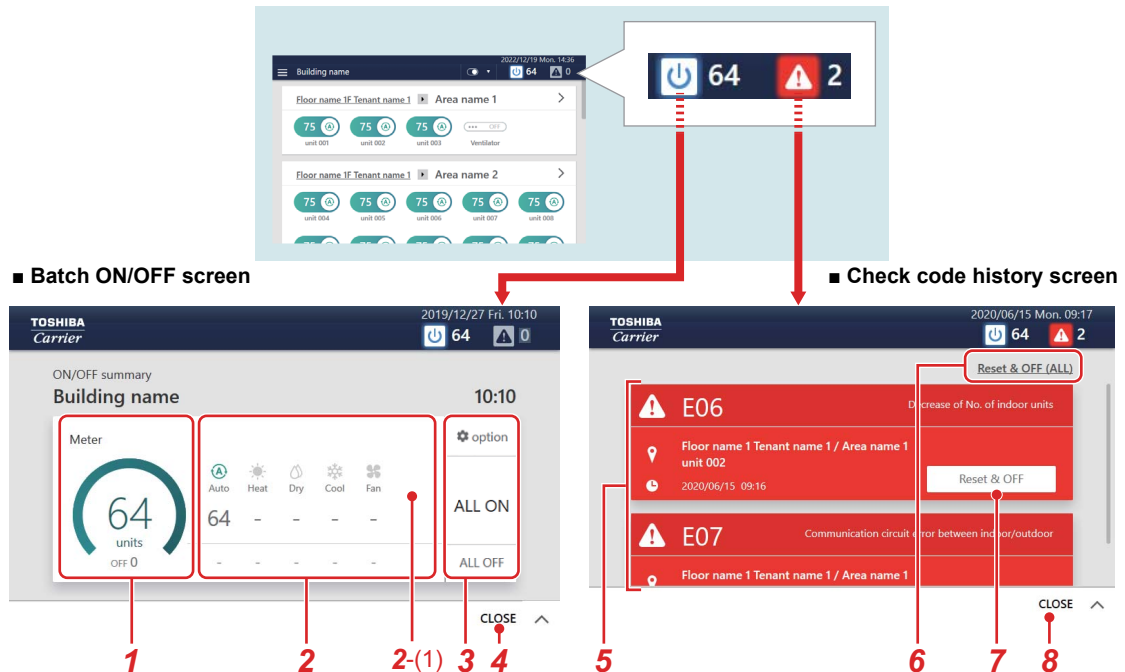 2022/12/19 Mon. 14:36
Building name
64
0
Floor name 1F Tenant name 1 Area name 1
75 A 75 A 75 A ••• OFF
unit 001 unit 002 unit 003 Ventilator
Floor name 1F Tenant name 1 Area name 2
75 A 75 A 75 A 75 A 75 A
unit 004 unit 005 unit 006 unit 007 unit 008
64 2
■ Batch ON/OFF screen
TOSHIBA
Carrier
2019/12/27 Fri. 10:10
64 0
ON/OFF summary
Building name 10:10
Meter
64
units
OFF 0
A
Auto Heat Dry Cool Fan
64 - - - -
- - - - -
option
ALL ON
ALL OFF
CLOSE
1 2 2-(1) 3 4
■ Check code history screen
TOSHIBA
Carrier
2020/06/15 Mon. 09:17
64 2
Reset & OFF (ALL)
E06 Decrease of No. of indoor units
Floor name 1 Tenant name 1 / Area name 1
unit 002
2020/06/15 09:16
Reset & OFF
E07 Communication circuit error between indoor/outdoor
Floor name 1 Tenant name 1 / Area name 1
CLOSE
5 6 7 8